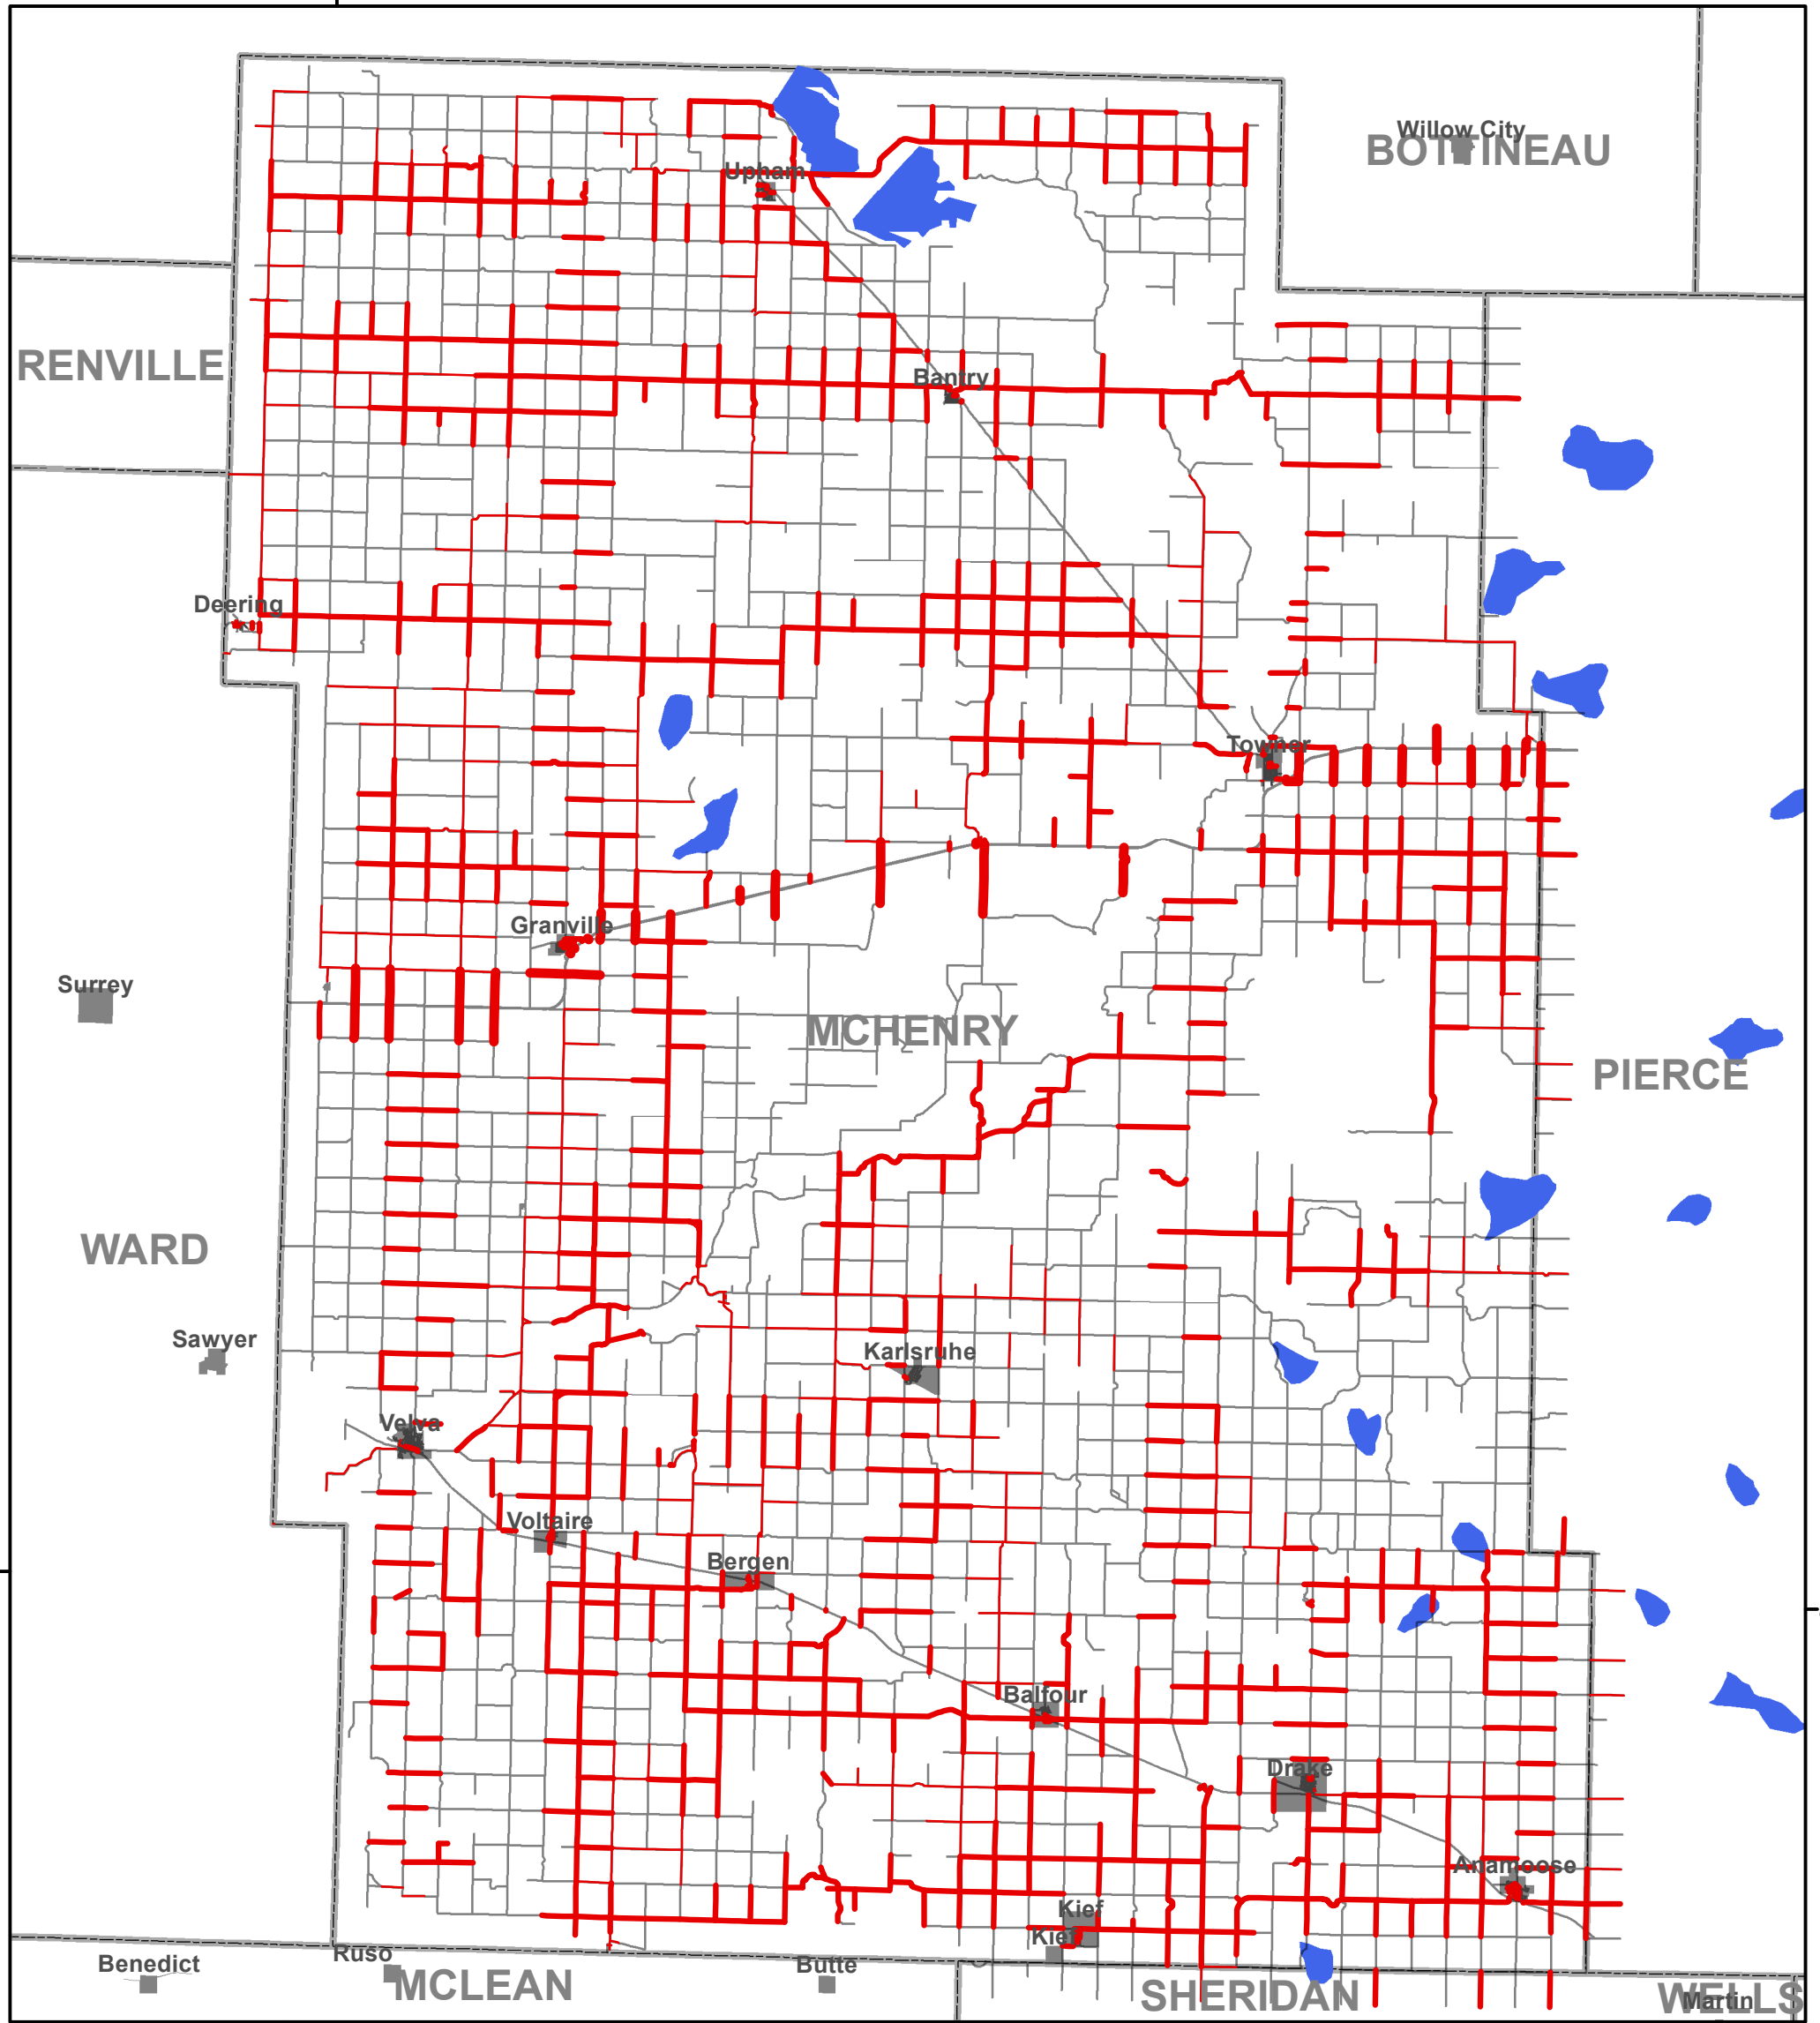 Willow City
BOTTINEAU
Upham
RENVILLE
Bantry
Deering
Towner
Granville
Surrey
MCHENRY
PIERCE
WARD
Sawyer
Karlsruhe
Velva
Voltaire
Bergen
Balfour
Drake
Anamoose
Kief
Kief
Ruso
Benedict
Butte
MCLEAN
SHERIDAN
WELLS
Martin